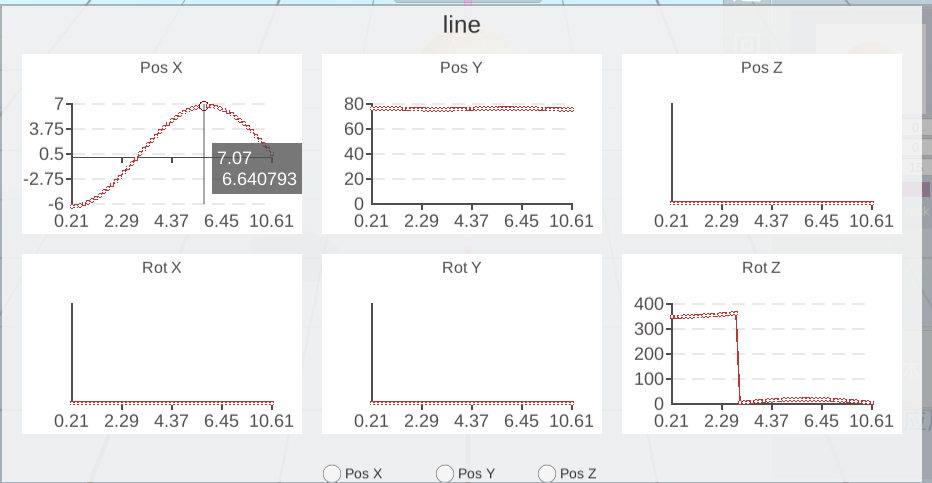 line
Pos X
7
3.75
0.5
-2.75
-6
7.07
6.640793
0.21 2.29 4.37 6.45 10.61
Pos Y
80
60
40
20
0
0.21 2.29 4.37 6.45 10.61
Pos Z
0.21 2.29 4.37 6.45 10.61
Rot X
0.21 2.29 4.37 6.45 10.61
Rot Y
0.21 2.29 4.37 6.45 10.61
Rot Z
400
300
200
100
0
0.21 2.29 4.37 6.45 10.61
Pos X Pos Y Pos Z